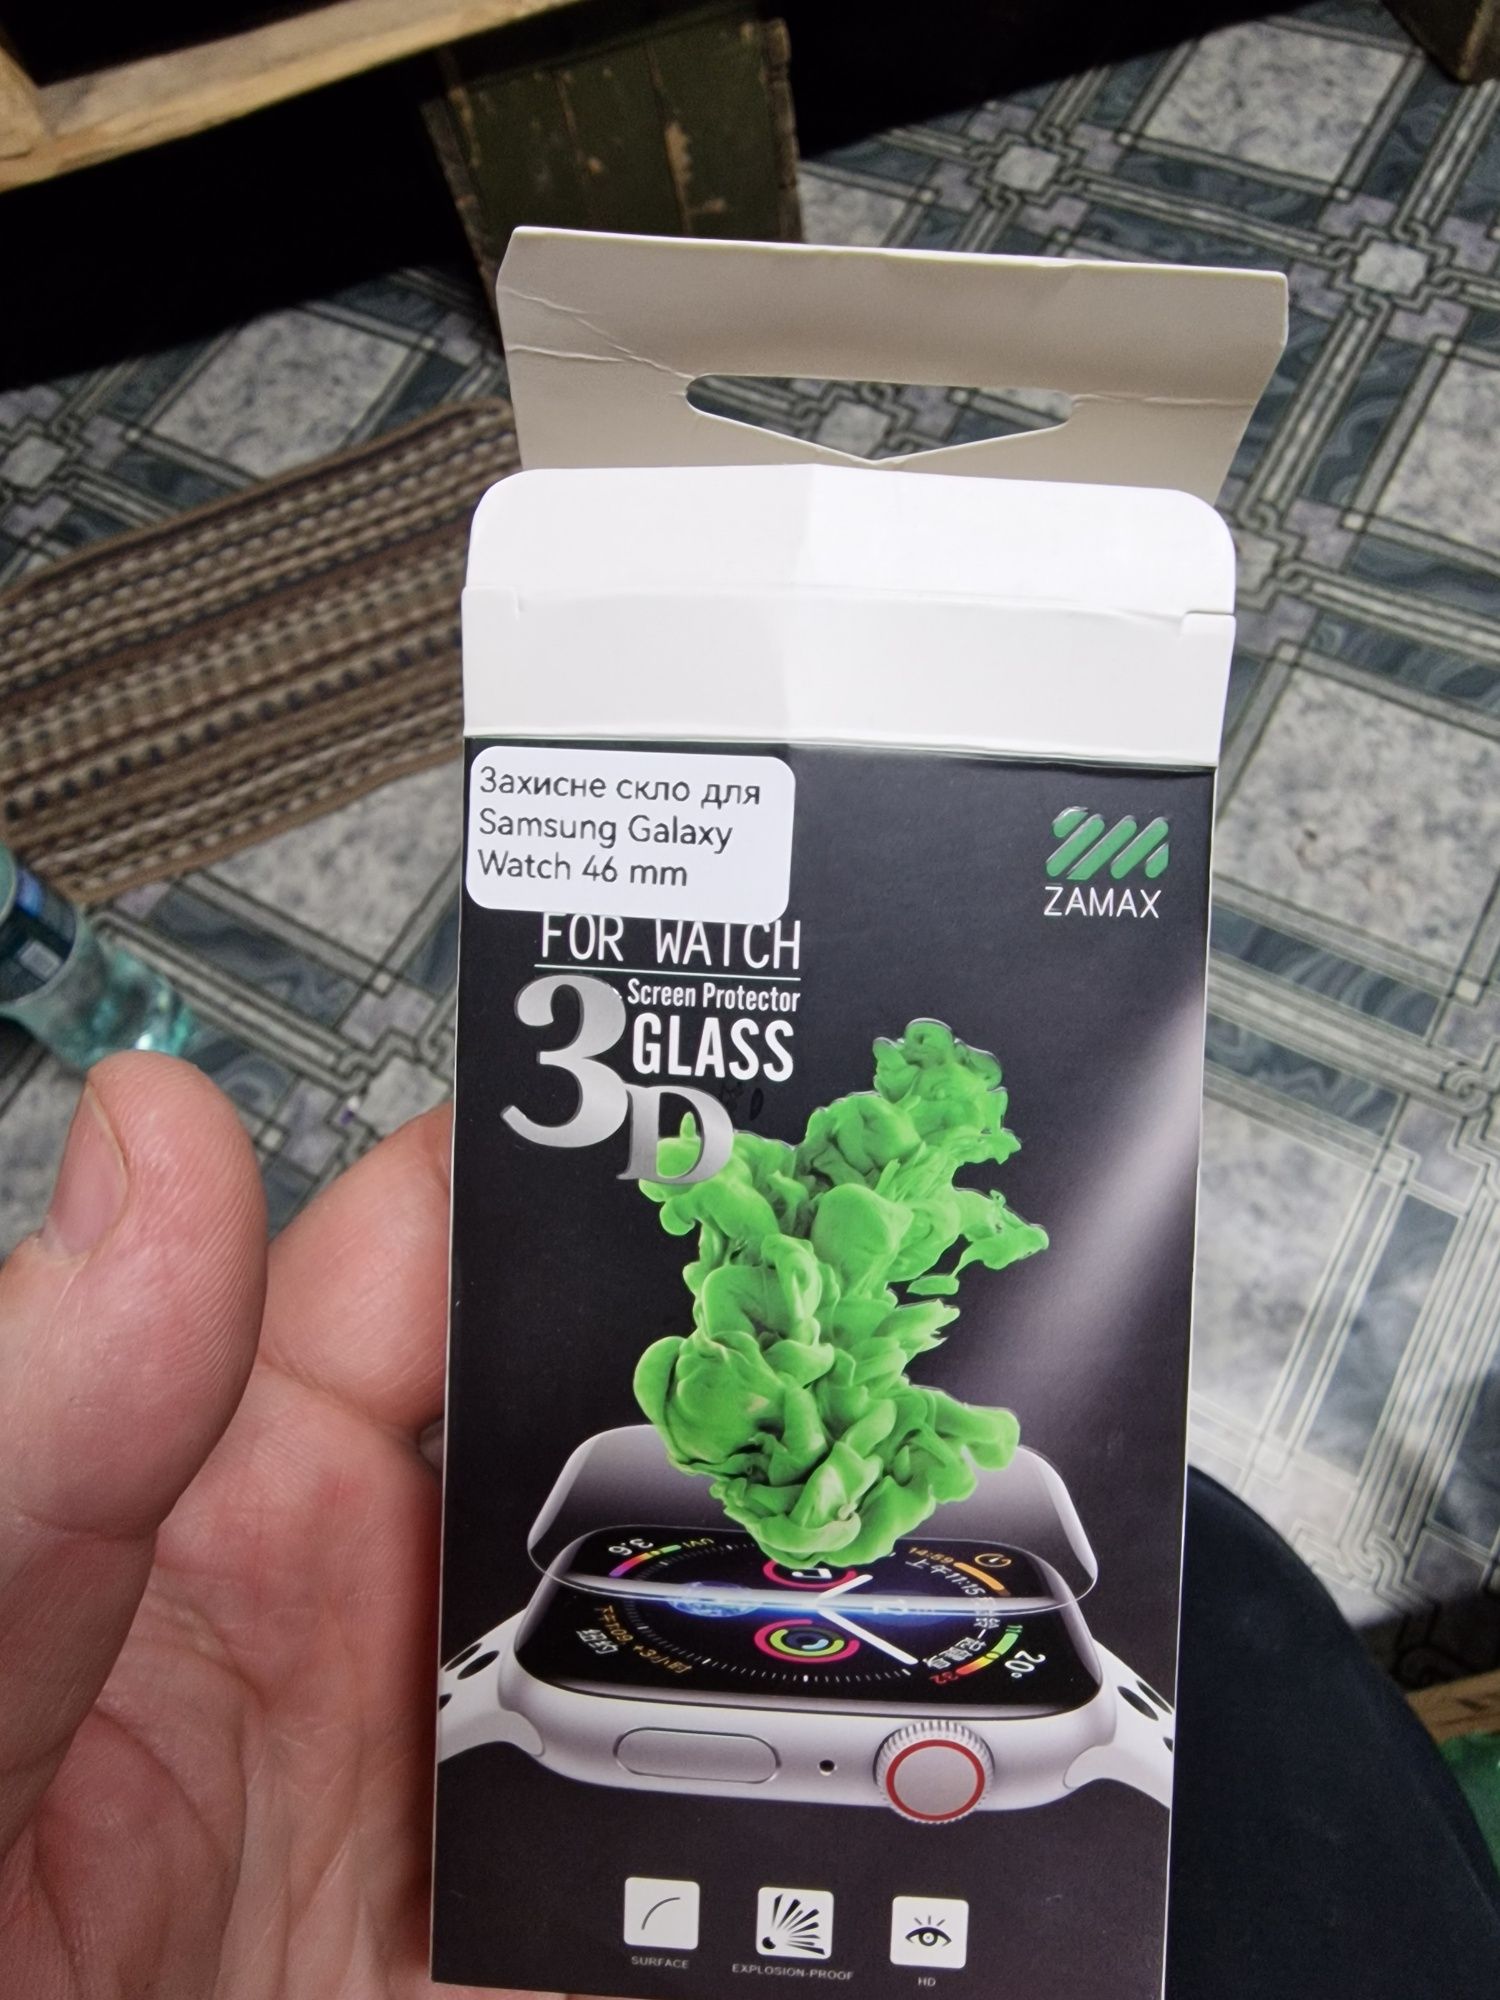 Захисне скло для
Samsung Galaxy
Watch 46 mm
ZAMAX
FOR WATCH
Screen Protector
3D
GLASS
SURFACE
EXPLOSION-PROOF
HD